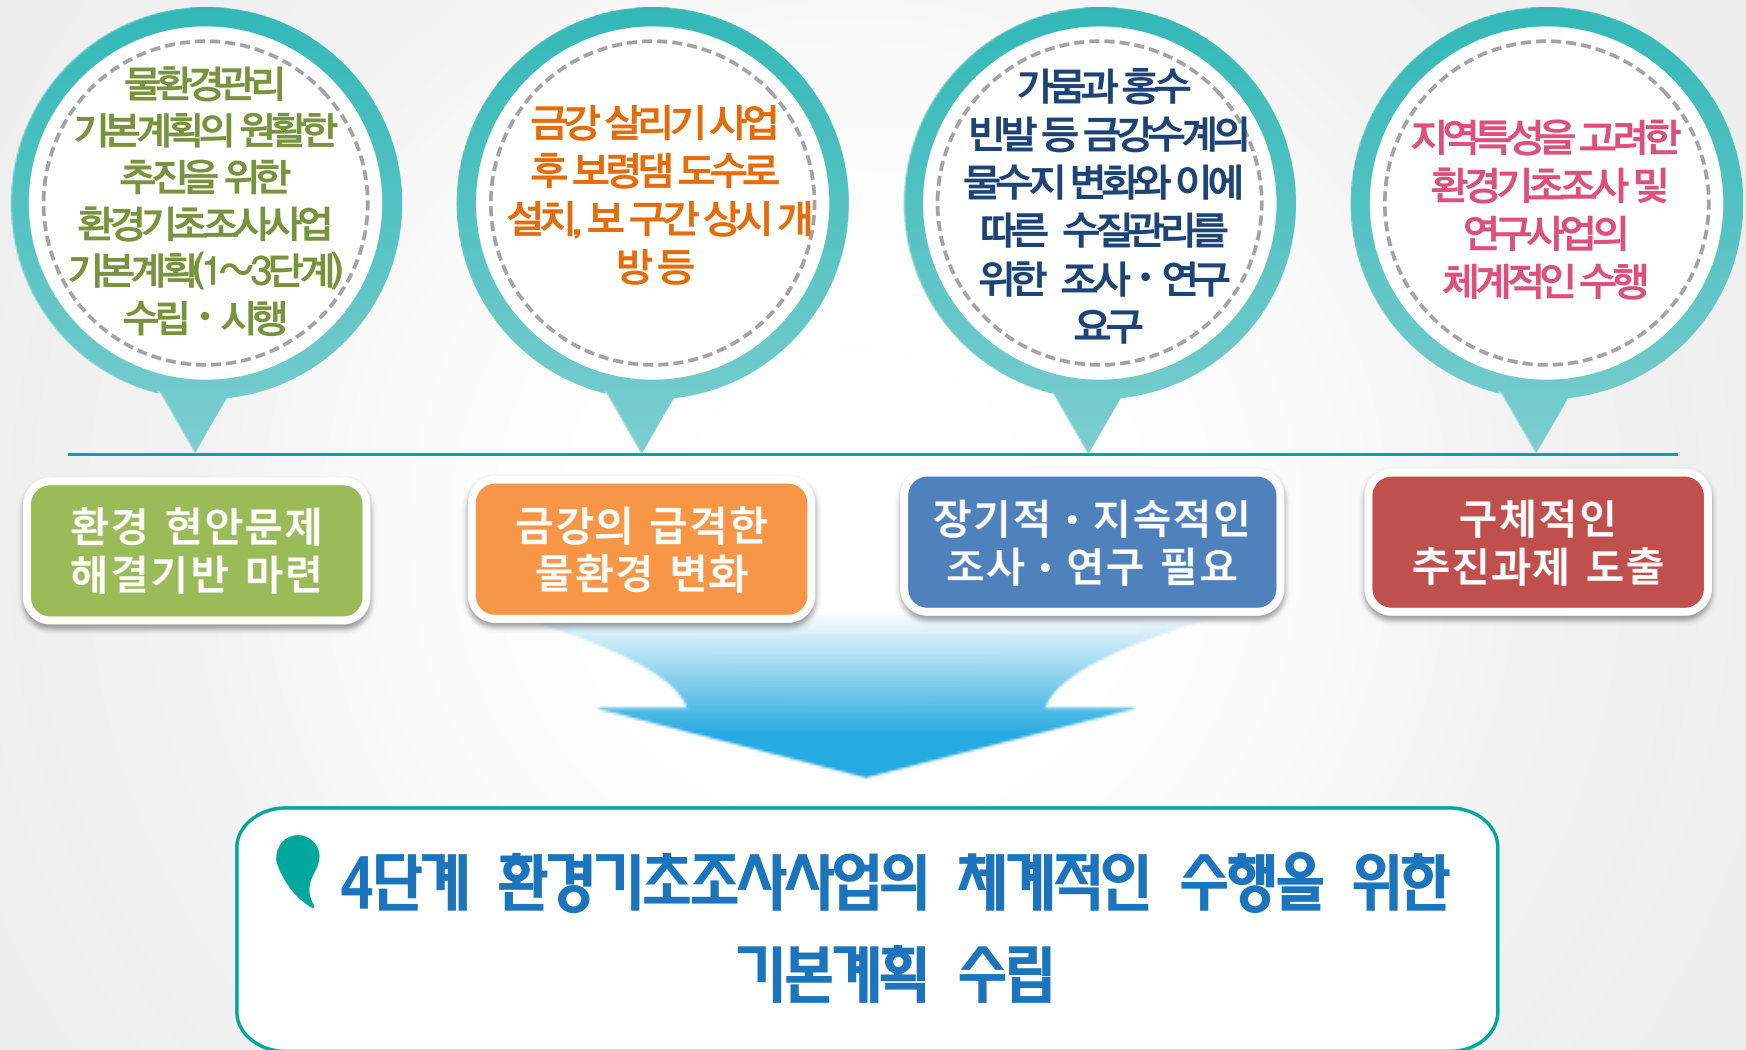 물환경관리
기본계획의 원활한
추진을 위한
환경기초조사사업
기본계획(1~3단계)
수립・시행
금강 살리기 사업
후 보령댐 도수로
설치, 보 구간 상시 개
방 등
가뭄과 홍수
빈발 등 금강수계의
물수지 변화와 이에
따른 수질관리를
위한 조사・연구
요구
지역특성을 고려한
환경기초조사 및
연구사업의
체계적인 수행
환경 현안문제
해결기반 마련
금강의 급격한
물환경 변화
장기적・지속적인
조사・연구 필요
구체적인
추진과제 도출
4단계 환경기초조사사업의 체계적인 수행을 위한
기본계획 수립